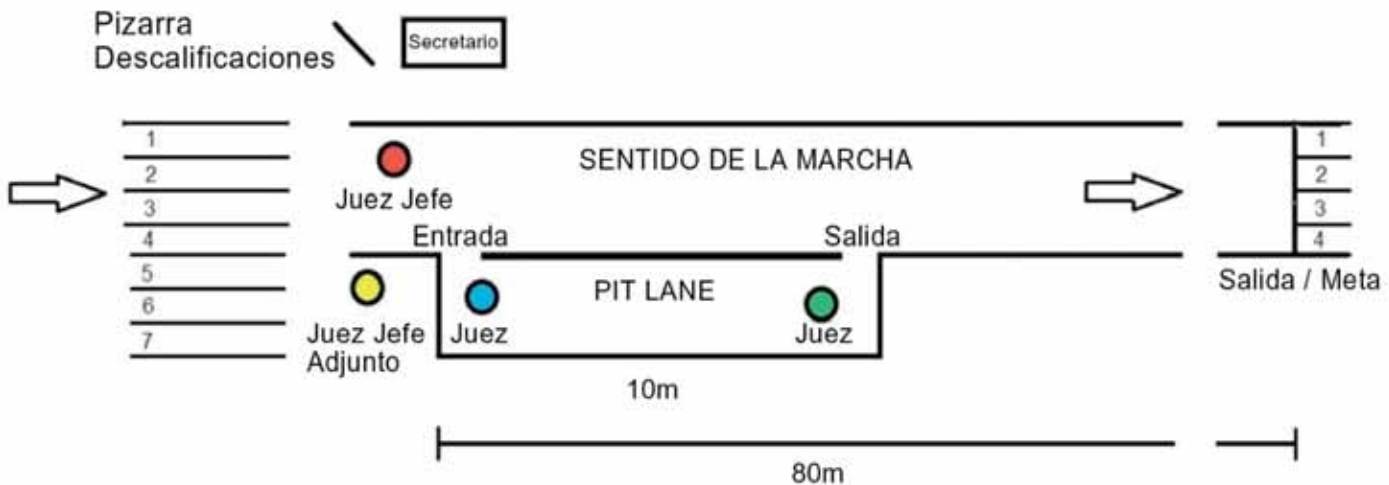 Pizarra
Descalificaciones
Secretario
1
2
3
4
5
6
7
Juez Jefe
SENTIDO DE LA MARCHA
1
2
3
4
Entrada
Salida
Salida / Meta
PIT LANE
Juez Jefe
Adjunto
Juez
Juez
10m
80m